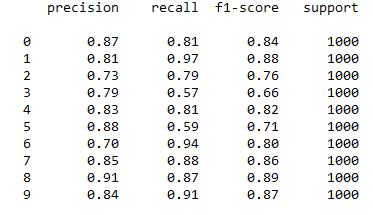 precision recall f1-score support
0 0.87 0.81 0.84 1000
1 0.81 0.97 0.88 1000
2 0.73 0.79 0.76 1000
3 0.79 0.57 0.66 1000
4 0.83 0.81 0.82 1000
5 0.88 0.59 0.71 1000
6 0.70 0.94 0.80 1000
7 0.85 0.88 0.86 1000
8 0.91 0.87 0.89 1000
9 0.84 0.91 0.87 1000